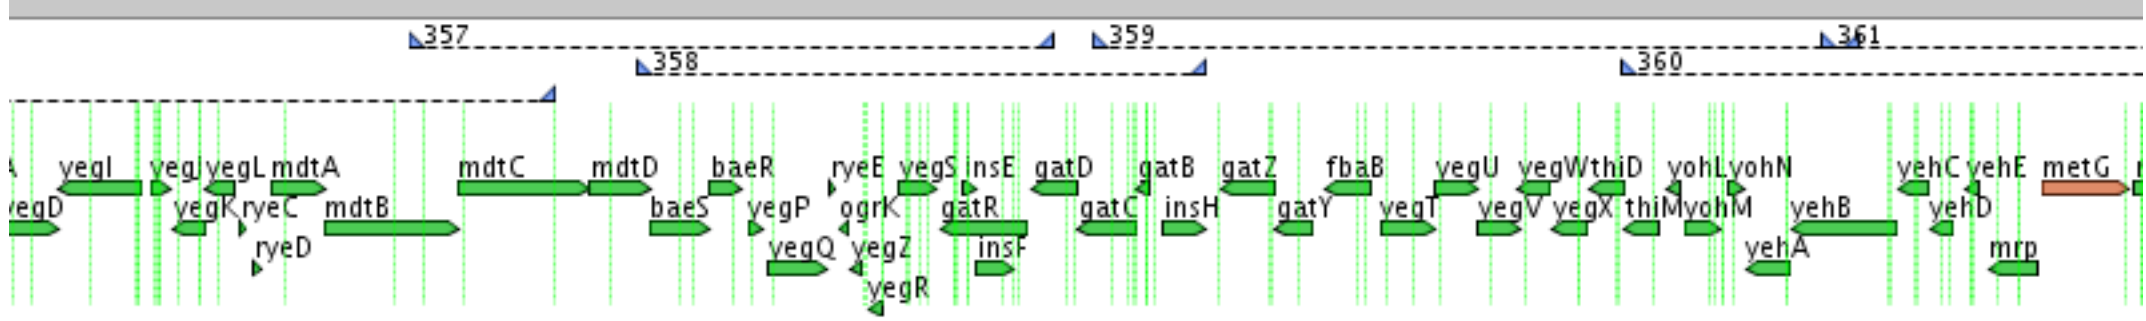 357 359 361
358 360
yegI yegJ yegL mdtA mdtC mdtD baeR ryeE yegS insE gatD gatB gatZ fbaB yegU yegW thiD yohL yohN yehC yehE metG
yegD yegK ryeC mdtB baeS yegP ogrK gatR gatC insH gatY yegT yegV yegX thiM yohM yehB yehD
ryeD yegQ yegZ insF yehA mrp
yegR